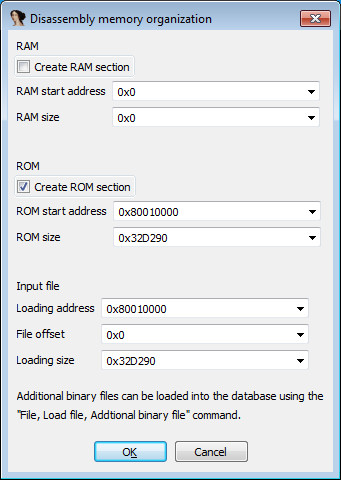 Disassembly memory organization
RAM
Create RAM section
RAM start address 0x0
RAM size 0x0
ROM
Create ROM section
ROM start address 0x80010000
ROM size 0x32D290
Input file
Loading address 0x80010000
File offset 0x0
Loading size 0x32D290
Additional binary files can be loaded into the database using the
"File, Load file, Addtional binary file" command.
OK Cancel